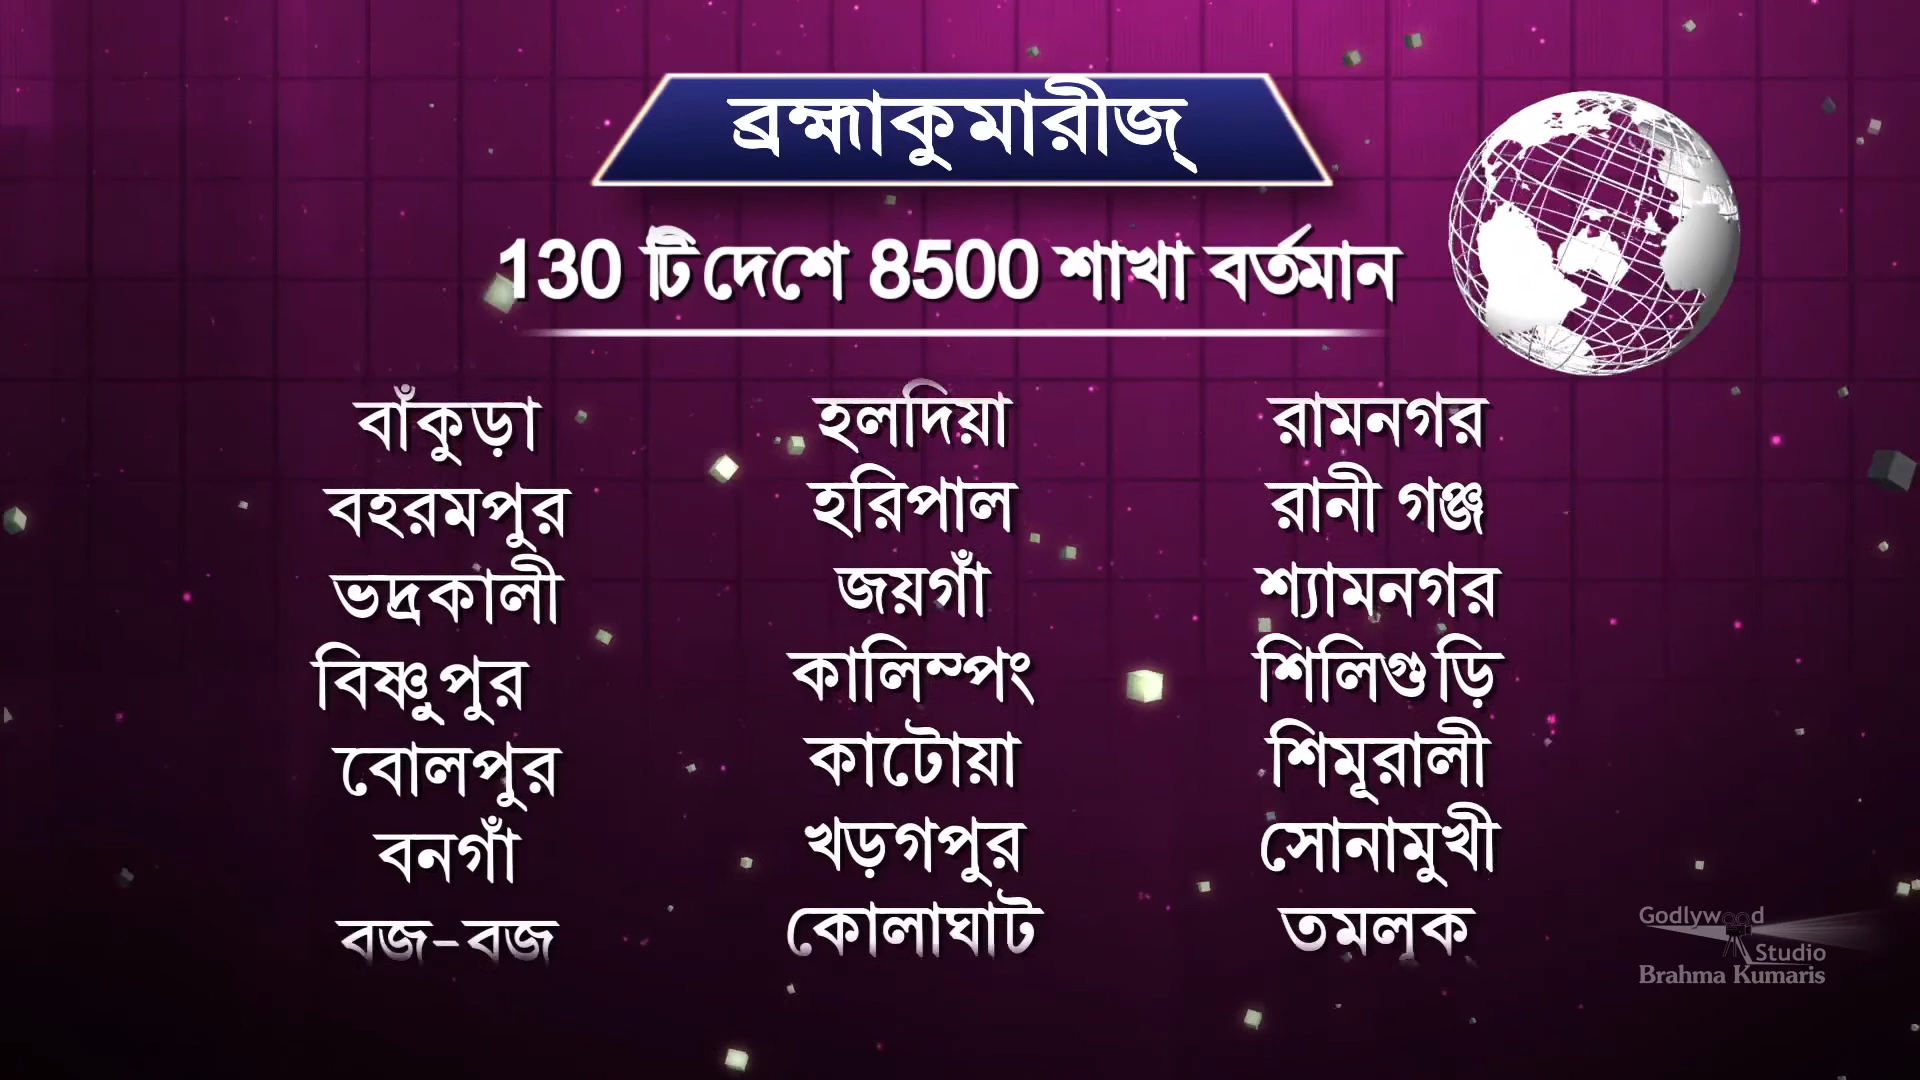 ব্রহ্মাকুমারীজ্
130 টি দেশে 8500 শাখা বর্তমান
বাঁকুড়া
বহরমপুর
ভদ্রকালী
বিষ্ণুপুর
বোলপুর
বনগাঁ
বজ-বজ
হলদিয়া
হরিপাল
জয়গাঁ
কালিম্পং
কাটোয়া
খড়গপুর
কোলাঘাট
রামনগর
রানী গঞ্জ
শ্যামনগর
শিলিগুড়ি
শিমূরালী
সোনামুখী
তমলুক
Godlywood
Studio
Brahma Kumaris